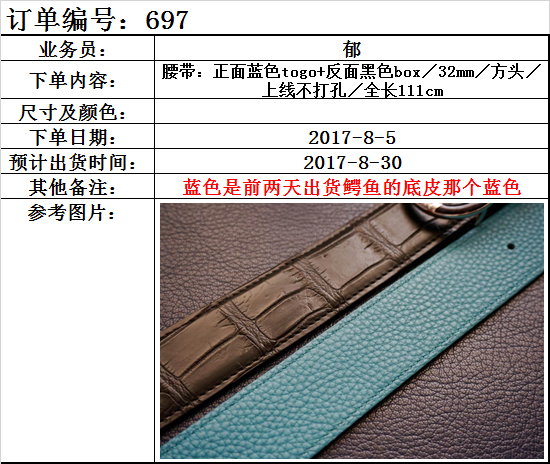 订单编号：697
业务员： 郁
下单内容： 腰带：正面蓝色togo+反面黑色box／32mm／方头／
上线不打孔／全长111cm
尺寸及颜色：
下单日期： 2017-8-5
预计出货时间： 2017-8-30
其他备注： 蓝色是前两天出货鳄鱼的底皮那个蓝色
参考图片：